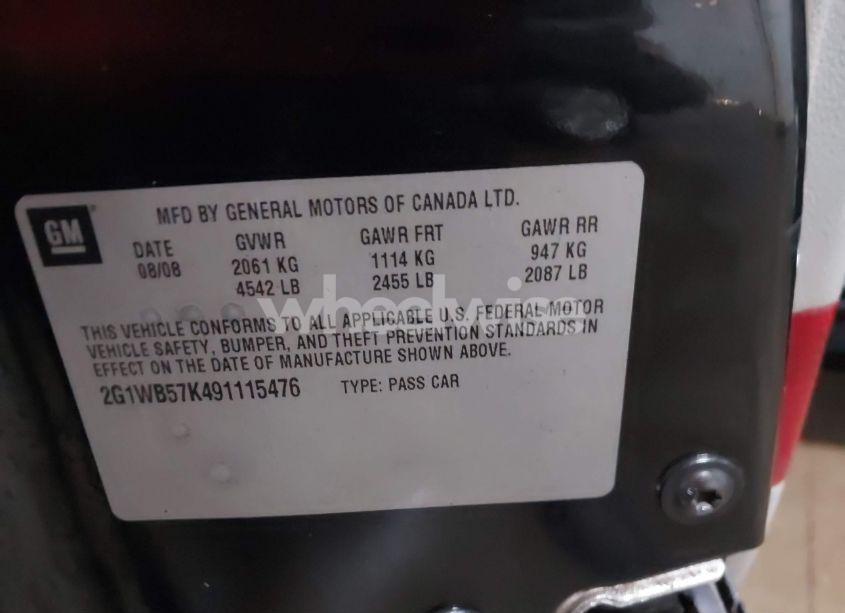 GM
MFD BY GENERAL MOTORS OF CANADA LTD.
DATE GVWR GAWR FRT GAWR RR
08/08 2061 KG 1114 KG 947 KG
4542 LB 2455 LB 2087 LB
THIS VEHICLE CONFORMS TO ALL APPLICABLE U.S. FEDERAL MOTOR
VEHICLE SAFETY, BUMPER, AND THEFT PREVENTION STANDARDS IN
EFFECT ON THE DATE OF MANUFACTURE SHOWN ABOVE.
2G1WB57K491115476 TYPE: PASS CAR